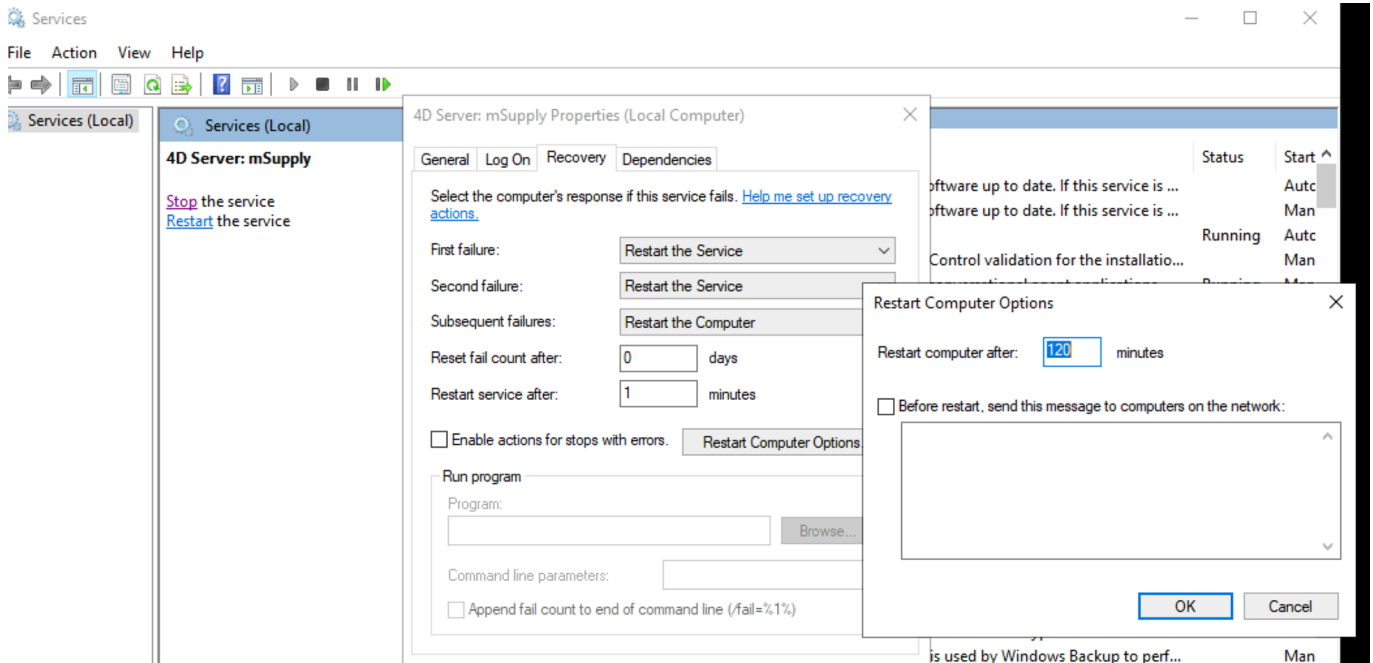 Services
File Action View Help
Services (Local)
Services (Local)
4D Server: mSupply
Stop the service
Restart the service
4D Server: mSupply Properties (Local Computer)
General Log On Recovery Dependencies
Select the computer's response if this service fails. Help me set up recovery
actions.
First failure: Restart the Service
Second failure: Restart the Service
Subsequent failures: Restart the Computer
Reset fail count after: 0 days
Restart service after: 1 minutes
Enable actions for stops with errors. Restart Computer Options
Run program
Program:
Browse...
Command line parameters:
Append fail count to end of command line (/fail=%1%)
Status Start
oftware up to date. If this service is ... Autc
oftware up to date. If this service is ... Man
Running Autc
Control validation for the installatio... Man
Restart Computer Options
Restart computer after: 120 minutes
Before restart, send this message to computers on the network:
OK Cancel
is used by Windows Backup to perf... Man